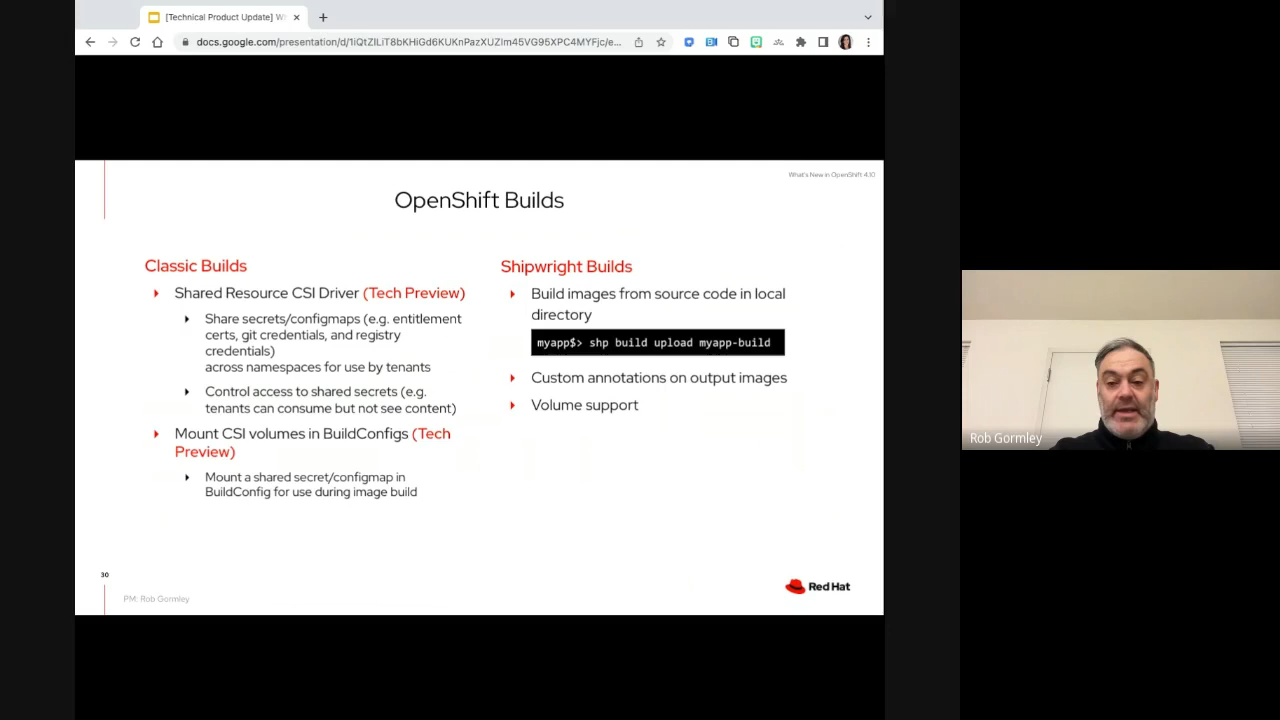 [Technical Product Update] W
docs.google.com/presentation/d/1iQtZILiT8bKHiGd6KUKnPazXUZIm45VG95XPC4MYFjc/e...
What's New in OpenShift 4.10
OpenShift Builds
Classic Builds
Shared Resource CSI Driver (Tech Preview)
Share secrets/configmaps (e.g. entitlement
certs, git credentials, and registry
credentials)
across namespaces for use by tenants
Control access to shared secrets (e.g.
tenants can consume but not see content)
Mount CSI volumes in BuildConfigs (Tech
Preview)
Mount a shared secret/configmap in
BuildConfig for use during image build
Shipwright Builds
Build images from source code in local
directory
myapp$> shp build upload myapp-build
Custom annotations on output images
Volume support
Rob Gormley
30
PM: Rob Gormley
Red Hat